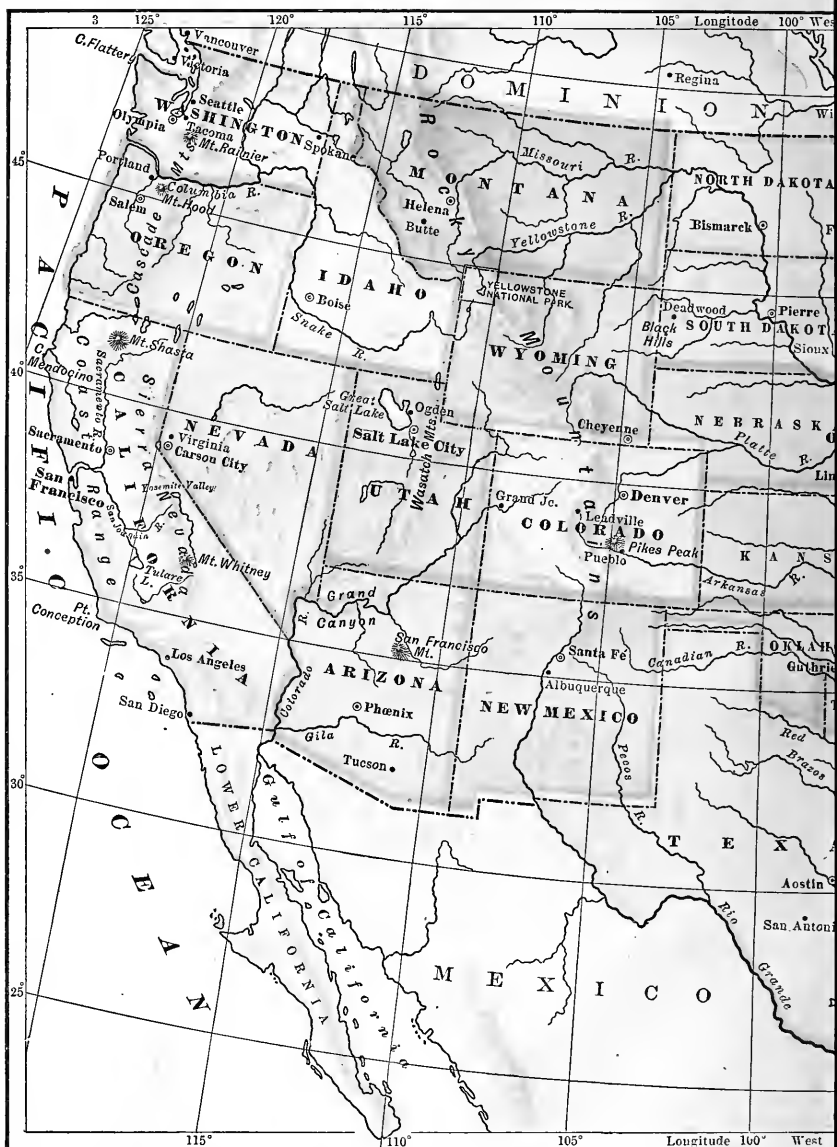 3 125° 120° 115° 110° 105° Longitude 100° West
Vancouver
C. Flattery
Victoria
DOMINION
Regina
Seattle
WASHINGTON
Olympia
Tacoma
Mt. Rainier
Spokane
45°
Portland
Columbia R.
Mt. Hood
Salem
Cascade Mts.
OREGON
Rocky Mountains
Missouri R.
MONTANA
Helena
Butte
Yellowstone R.
NORTH DAKOTA
Bismarck
IDAHO
Boise
Snake R.
YELLOWSTONE
NATIONAL PARK
Deadwood
Pierre
Black
Hills
SOUTH DAKOT
Sioux
WYOMING
Cheyenne
Mt. Shasta
C.
Mendocino
40°
Coast Range
Sacramento R.
CALIFORNIA
Sierra Nevada
NEVADA
Virginia
Carson City
Sacramento
San
Francisco
Yosemite Valley
San Joaquin R.
Tulare
L.
Mt. Whitney
Great
Salt Lake
Ogden
Salt Lake City
Wasatch Mts.
UTAH
Grand Jc.
Denver
Leadville
COLORADO
Pikes Peak
Pueblo
NEBRASK
Platte R.
Lin
KANS
Arkansas R.
35°
Pt.
Conception
Los Angeles
San Diego
Grand
Canyon
Colorado R.
San Francisco
Mt.
ARIZONA
Phœnix
Gila R.
Tucson
Santa Fé
Albuquerque
NEW MEXICO
Canadian R.
OKLAH
Guthrie
Red
Brazos
Pecos R.
TEXA
Aostin
San Antoni
Rio Grande
30°
LOWER CALIFORNIA
Gulf of California
MEXICO
PACIFIC OCEAN
25°
115° 110° 105° Longitude 100° West